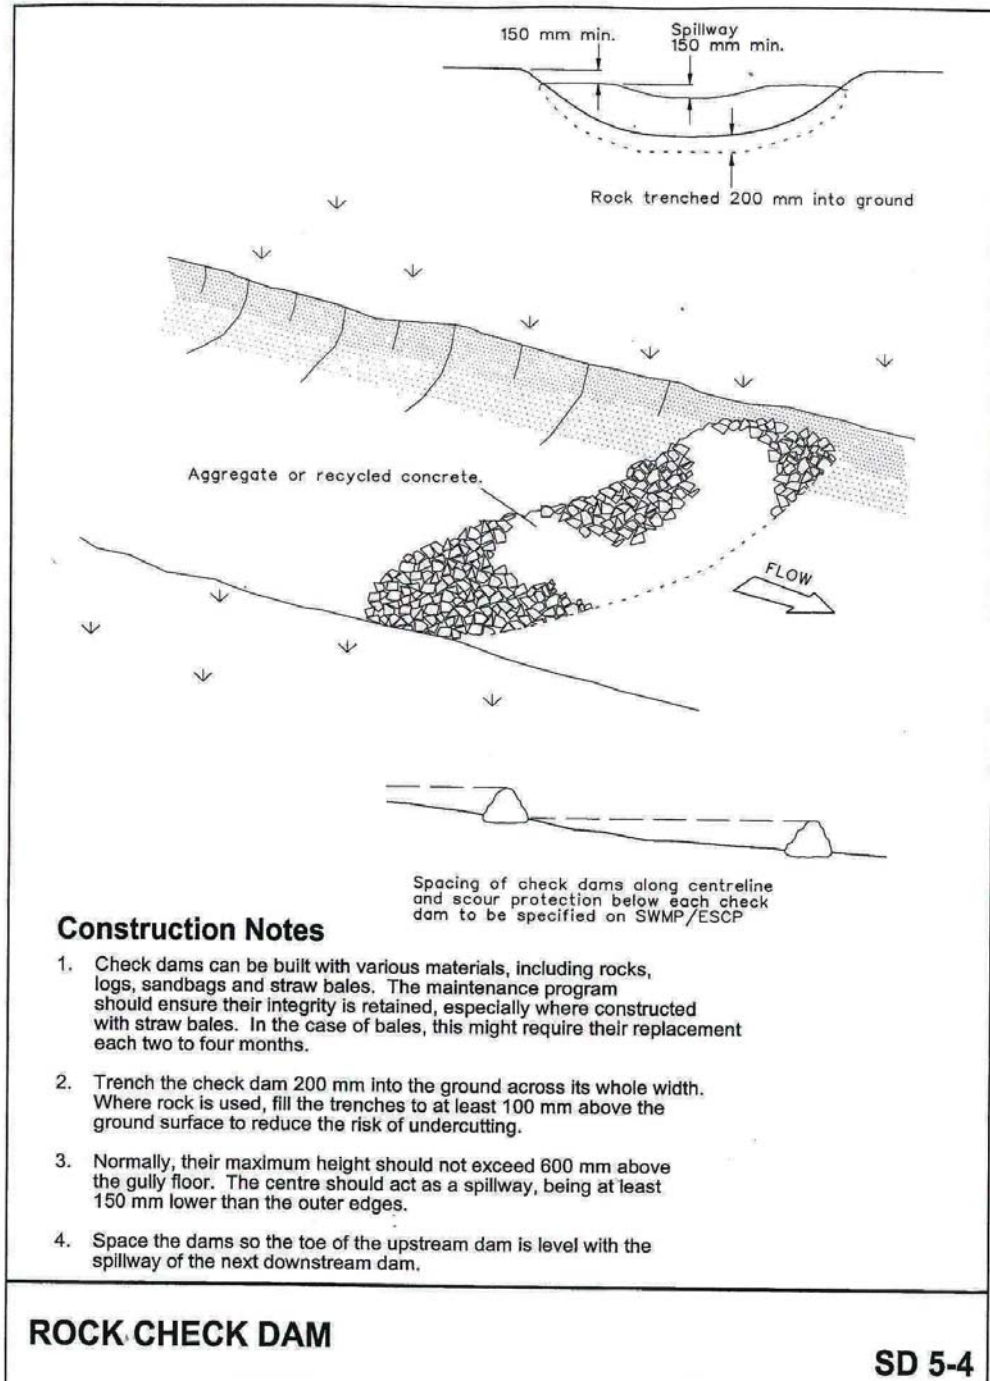 150 mm min.
Spillway
150 mm min.
Rock trenched 200 mm into ground
Aggregate or recycled concrete.
FLOW
Spacing of check dams along centreline
and scour protection below each check
dam to be specified on SWMP/ESCP
Construction Notes
1. Check dams can be built with various materials, including rocks,
logs, sandbags and straw bales. The maintenance program
should ensure their integrity is retained, especially where constructed
with straw bales. In the case of bales, this might require their replacement
each two to four months.
2. Trench the check dam 200 mm into the ground across its whole width.
Where rock is used, fill the trenches to at least 100 mm above the
ground surface to reduce the risk of undercutting.
3. Normally, their maximum height should not exceed 600 mm above
the gully floor. The centre should act as a spillway, being at least
150 mm lower than the outer edges.
4. Space the dams so the toe of the upstream dam is level with the
spillway of the next downstream dam.
ROCK CHECK DAM
SD 5-4